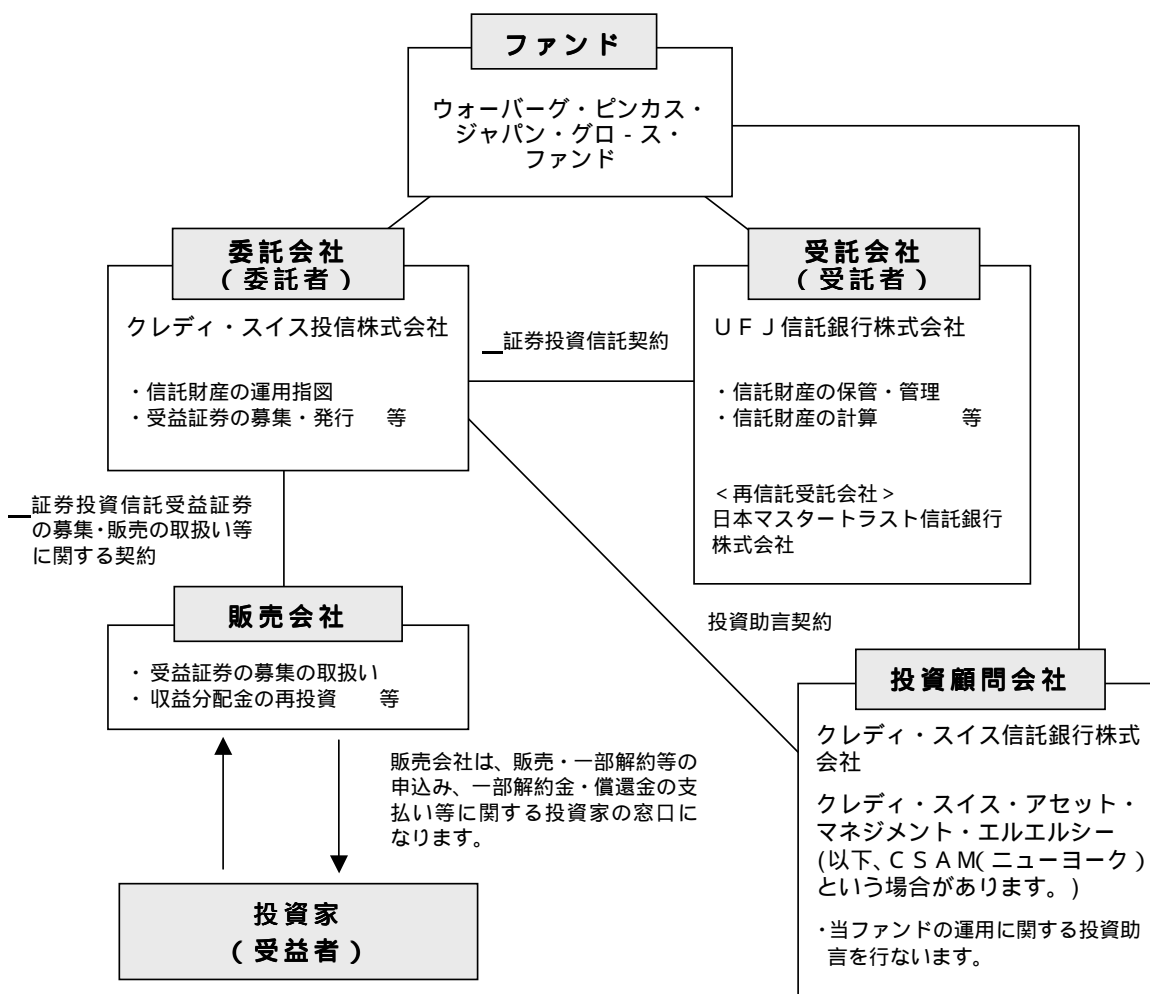 ファンド
ウォーバーグ・ピンカス・
ジャパン・グロ‐ス・
ファンド
委託会社
(委託者)
クレディ・スイス投信株式会社
・信託財産の運用指図
・受益証券の募集・発行　等
証券投資信託契約
受託会社
(受託者)
ＵＦＪ信託銀行株式会社
・信託財産の保管・管理
・信託財産の計算　　　等
＜再信託受託会社＞
日本マスタートラスト信託銀行
株式会社
証券投資信託受益証券
の募集・販売の取扱い等
に関する契約
販売会社
・受益証券の募集の取扱い
・収益分配金の再投資　等
投資助言契約
投資顧問会社
クレディ・スイス信託銀行株式
会社
クレディ・スイス・アセット・
マネジメント・エルエルシー
(以下、ＣＳＡＭ(ニューヨーク)
という場合があります。)
・当ファンドの運用に関する投資助
言を行ないます。
販売会社は、販売・一部解約等の
申込み、一部解約金・償還金の支
払い等に関する投資家の窓口に
なります。
投資家
(受益者)